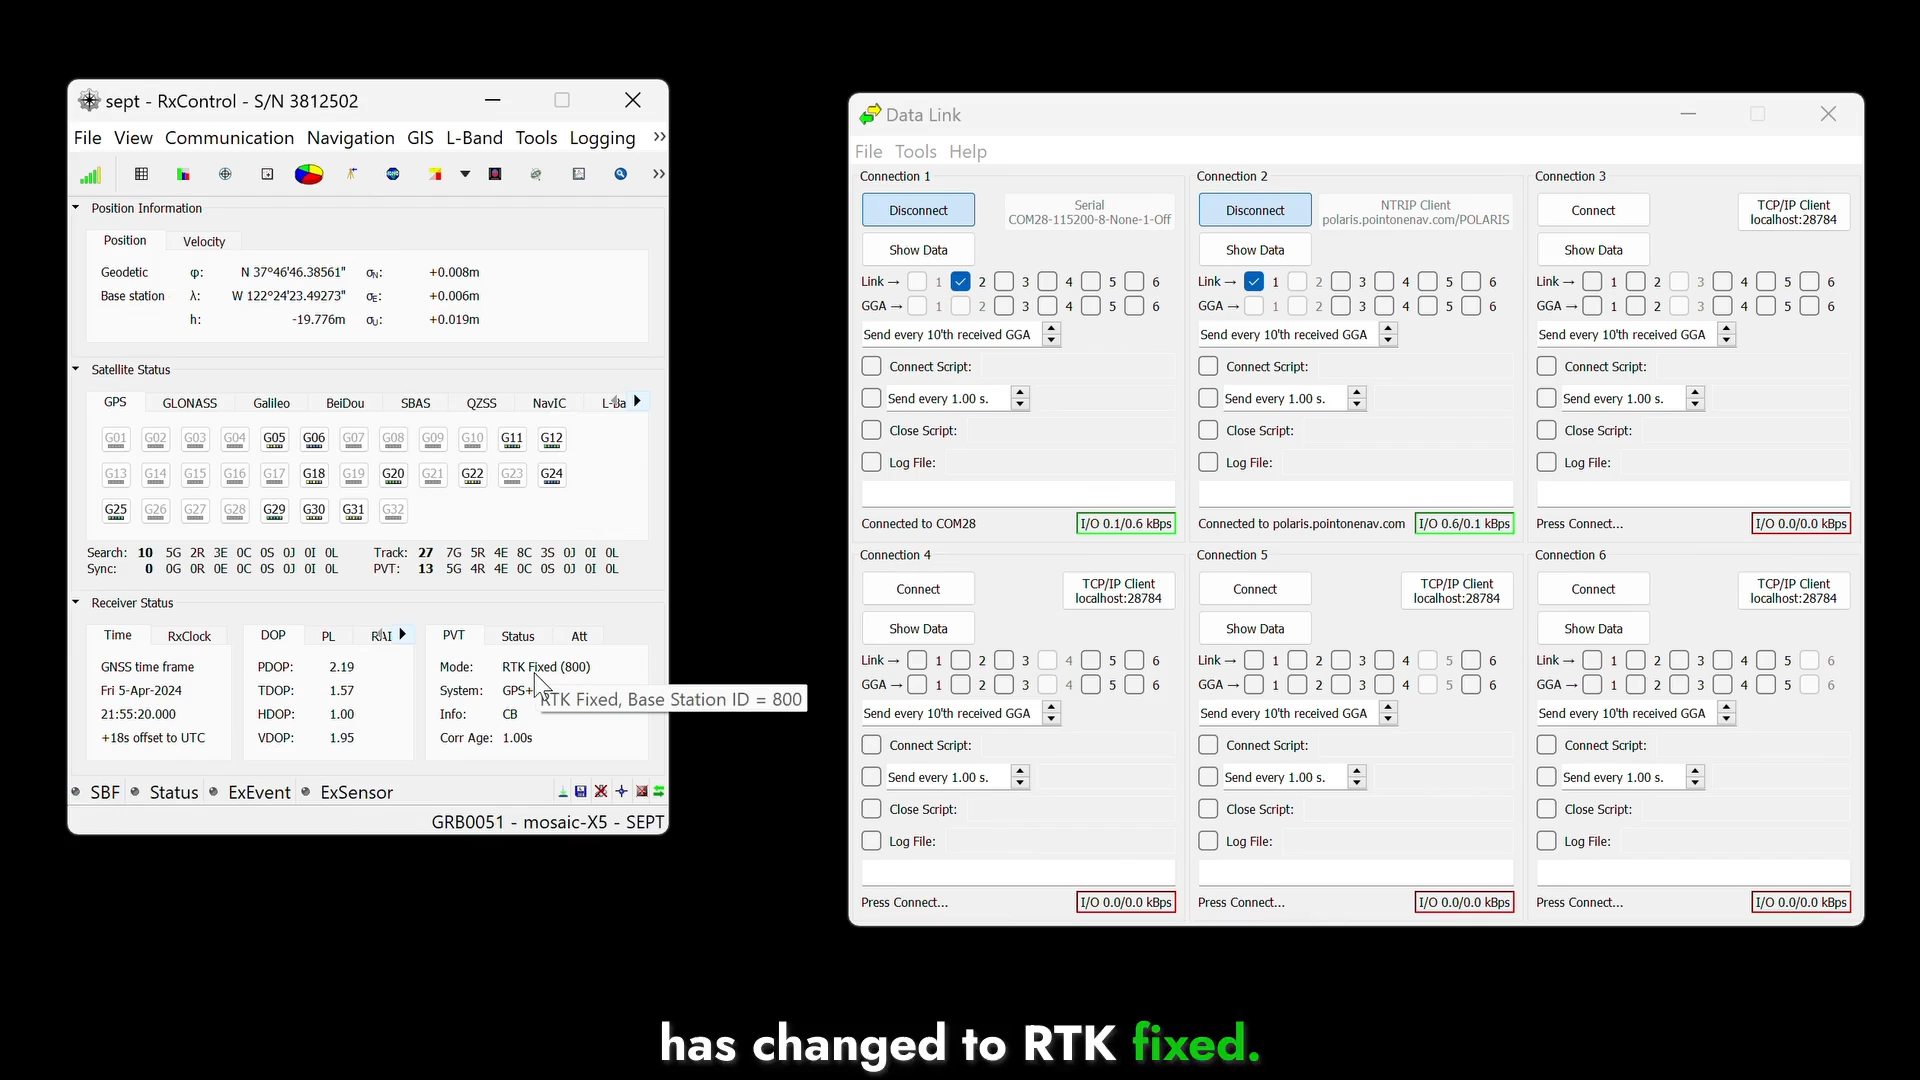 sept - RxControl - S/N 3812502
File View Communication Navigation GIS L-Band Tools Logging »
Position Information
Position Velocity
Geodetic φ: N 37°46'46.38561" σN: +0.008m
Base station λ: W 122°24'23.49273" σE: +0.006m
h: -19.776m σU: +0.019m
Satellite Status
GPS GLONASS Galileo BeiDou SBAS QZSS NavIC
G01 G02 G03 G04 G05 G06 G07 G08 G09 G10 G11 G12
G13 G14 G15 G16 G17 G18 G19 G20 G21 G22 G23 G24
G25 G26 G27 G28 G29 G30 G31 G32
Search: 10 5G 2R 3E 0C 0S 0J 0I 0L Track: 27 7G 5R 4E 8C 3S 0J 0I 0L
Sync: 0 0G 0R 0E 0C 0S 0J 0I 0L PVT: 13 5G 4R 4E 0C 0S 0J 0I 0L
Receiver Status
Time RxClock
GNSS time frame
Fri 5-Apr-2024
21:55:20.000
+18s offset to UTC
DOP PL
PDOP: 2.19
TDOP: 1.57
HDOP: 1.00
VDOP: 1.95
PVT Status Att
Mode: RTK Fixed (800)
System: GPS+
Info: CB
Corr Age: 1.00s
RTK Fixed, Base Station ID = 800
SBF Status ExEvent ExSensor
GRB0051 - mosaic-X5 - SEPT
Data Link
File Tools Help
Connection 1
Disconnect
Serial
COM28-115200-8-None-1-Off
Show Data
Link → 1 2 3 4 5 6
GGA → 1 2 3 4 5 6
Send every 10'th received GGA
Connect Script:
Send every 1.00 s.
Close Script:
Log File:
Connected to COM28 I/O 0.1/0.6 kBps
Connection 2
Disconnect
NTRIP Client
polaris.pointonenav.com/POLARIS
Show Data
Link → 1 2 3 4 5 6
GGA → 1 2 3 4 5 6
Send every 10'th received GGA
Connect Script:
Send every 1.00 s.
Close Script:
Log File:
Connected to polaris.pointonenav.com I/O 0.6/0.1 kBps
Connection 3
Connect
TCP/IP Client
localhost:28784
Show Data
Link → 1 2 3 4 5 6
GGA → 1 2 3 4 5 6
Send every 10'th received GGA
Connect Script:
Send every 1.00 s.
Close Script:
Log File:
Press Connect... I/O 0.0/0.0 kBps
Connection 4
Connect
TCP/IP Client
localhost:28784
Show Data
Link → 1 2 3 4 5 6
GGA → 1 2 3 4 5 6
Send every 10'th received GGA
Connect Script:
Send every 1.00 s.
Close Script:
Log File:
Press Connect... I/O 0.0/0.0 kBps
Connection 5
Connect
TCP/IP Client
localhost:28784
Show Data
Link → 1 2 3 4 5 6
GGA → 1 2 3 4 5 6
Send every 10'th received GGA
Connect Script:
Send every 1.00 s.
Close Script:
Log File:
Press Connect... I/O 0.0/0.0 kBps
Connection 6
Connect
TCP/IP Client
localhost:28784
Show Data
Link → 1 2 3 4 5 6
GGA → 1 2 3 4 5 6
Send every 10'th received GGA
Connect Script:
Send every 1.00 s.
Close Script:
Log File:
Press Connect... I/O 0.0/0.0 kBps
has changed to RTK fixed.